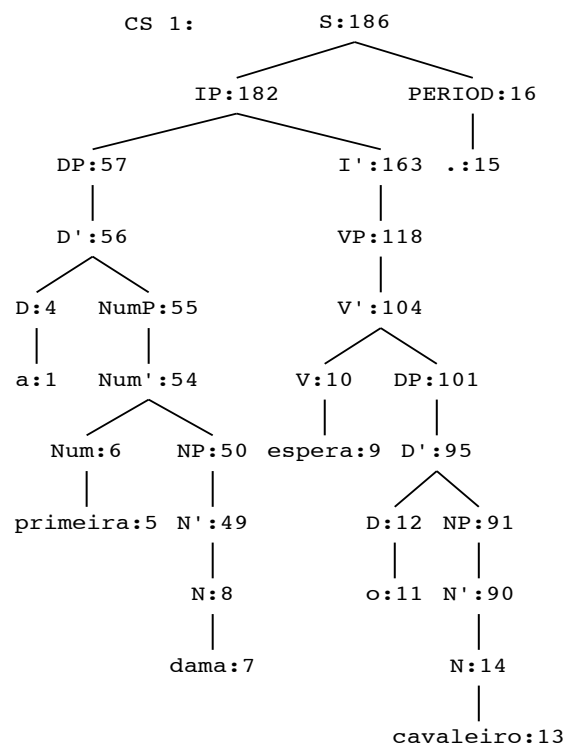 CS 1: S:186
IP:182 PERIOD:16
DP:57 I':163 .:15
D':56 VP:118
D:4 NumP:55 V':104
a:1 Num':54 V:10 DP:101
Num:6 NP:50 espera:9 D':95
primeira:5 N':49 D:12 NP:91
N:8 o:11 N':90
dama:7 N:14
cavaleiro:13